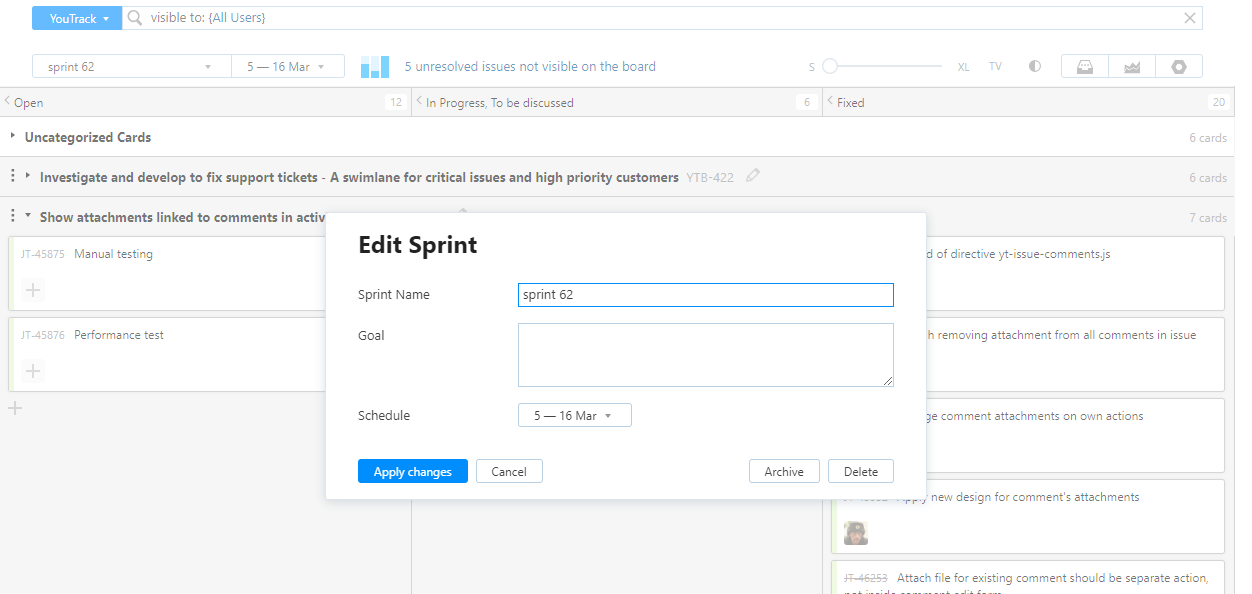 YouTrack
visible to: {All Users}
sprint 62
5 — 16 Mar
5 unresolved issues not visible on the board
S
XL
TV
Open
12
In Progress, To be discussed
6
Fixed
20
Uncategorized Cards
6 cards
Investigate and develop to fix support tickets - A swimlane for critical issues and high priority customers YTB-422
6 cards
Show attachments linked to comments in activ
7 cards
JT-45875 Manual testing
JT-45876 Performance test
Edit Sprint
Sprint Name
sprint 62
Goal
Schedule
5 — 16 Mar
Apply changes
Cancel
Archive
Delete
d of directive yt-issue-comments.js
h removing attachment from all comments in issue
ge comment attachments on own actions
Apply new design for comment's attachments
JT-46253 Attach file for existing comment should be separate action,
not inside comment edit form